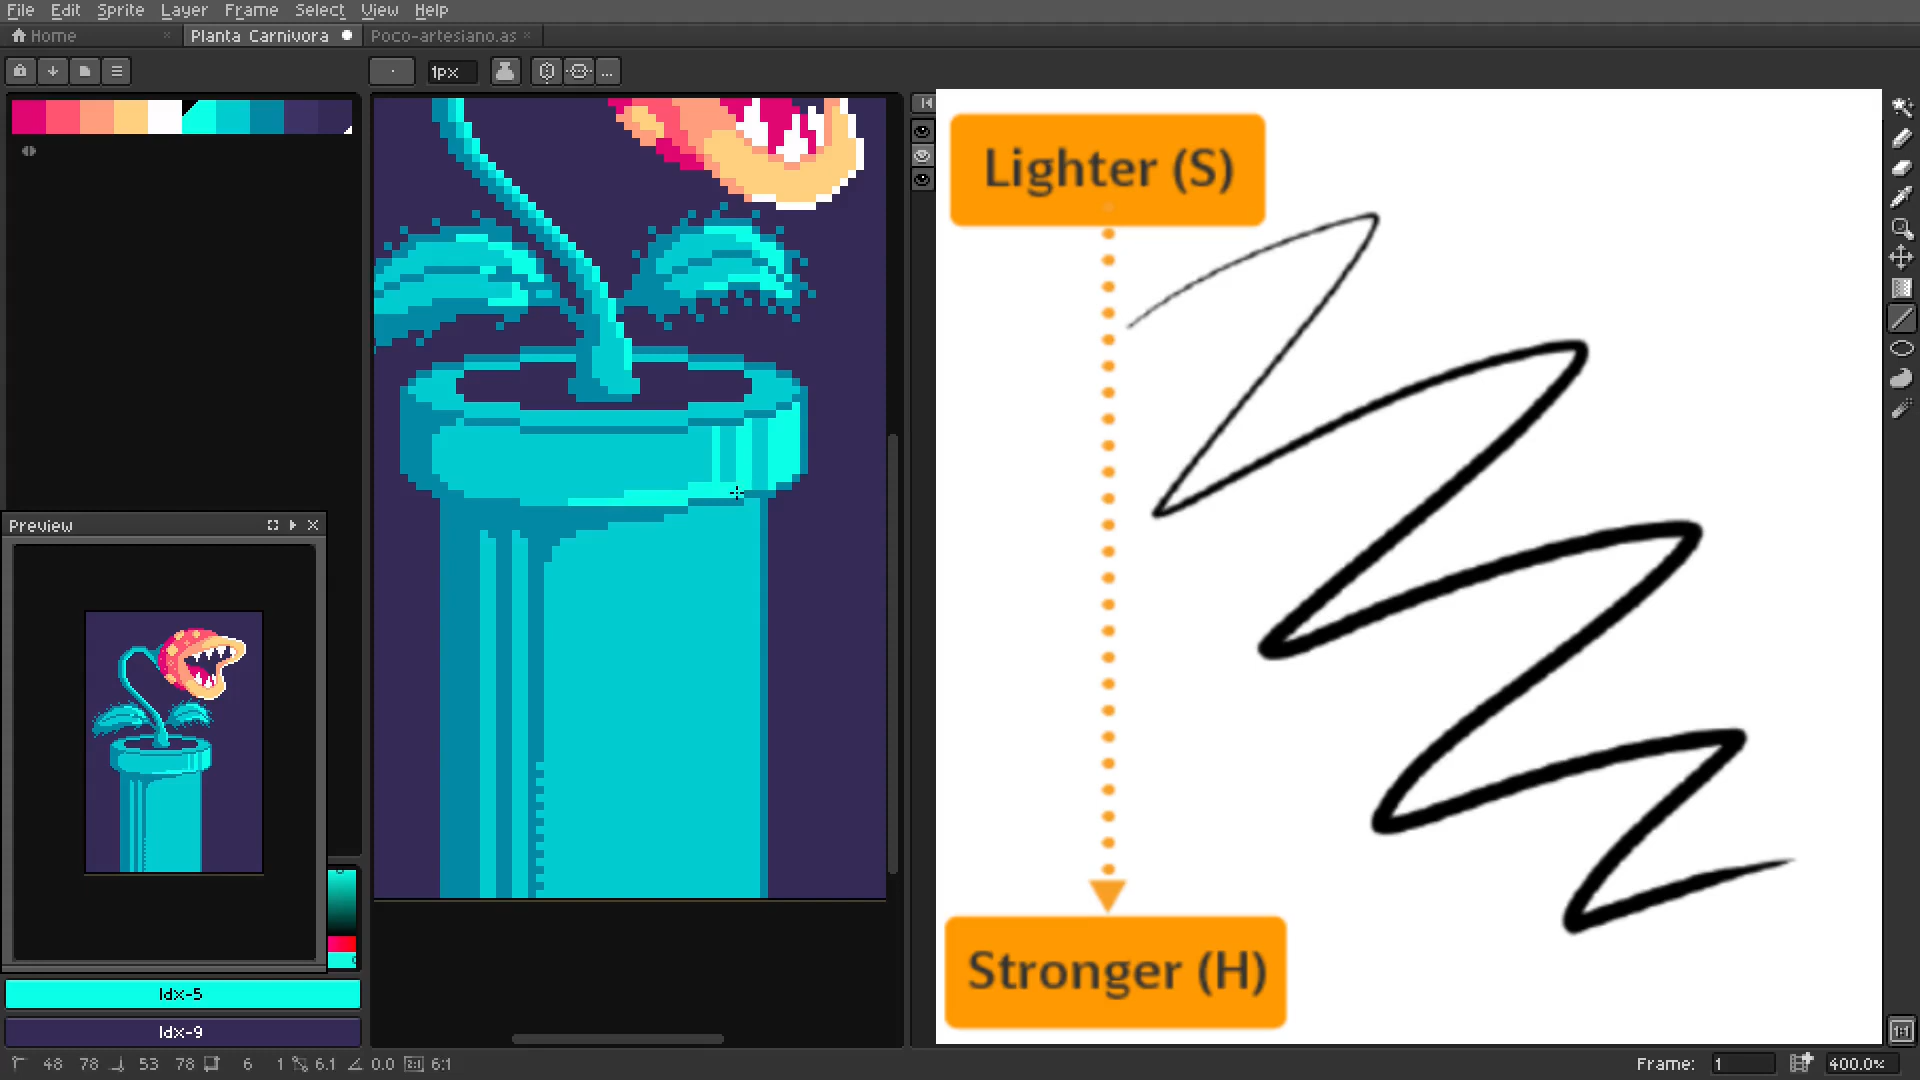 File Edit Sprite Layer Frame Select View Help
Home
Planta Carnivora
Poco-artesiano.as
1px
...
Lighter (S)
Preview
Stronger (H)
Idx-5
Idx-9
48 78 53 78 6 1 6.1 0.0 6:1
Frame: 1 400.0%
1:1